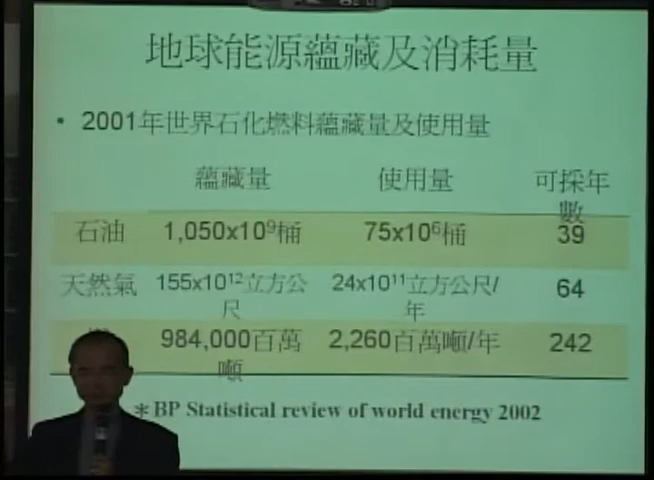 地球能源蘊藏及消耗量
• 2001年世界石化燃料蘊藏量及使用量
蘊藏量 使用量 可採年
數
石油 1,050x10⁹桶 75x10⁶桶 39
天然氣 155x10¹²立方公 24x10¹¹立方公尺/ 64
尺 年
984,000百萬 2,260百萬噸/年 242
噸
*BP Statistical review of world energy 2002